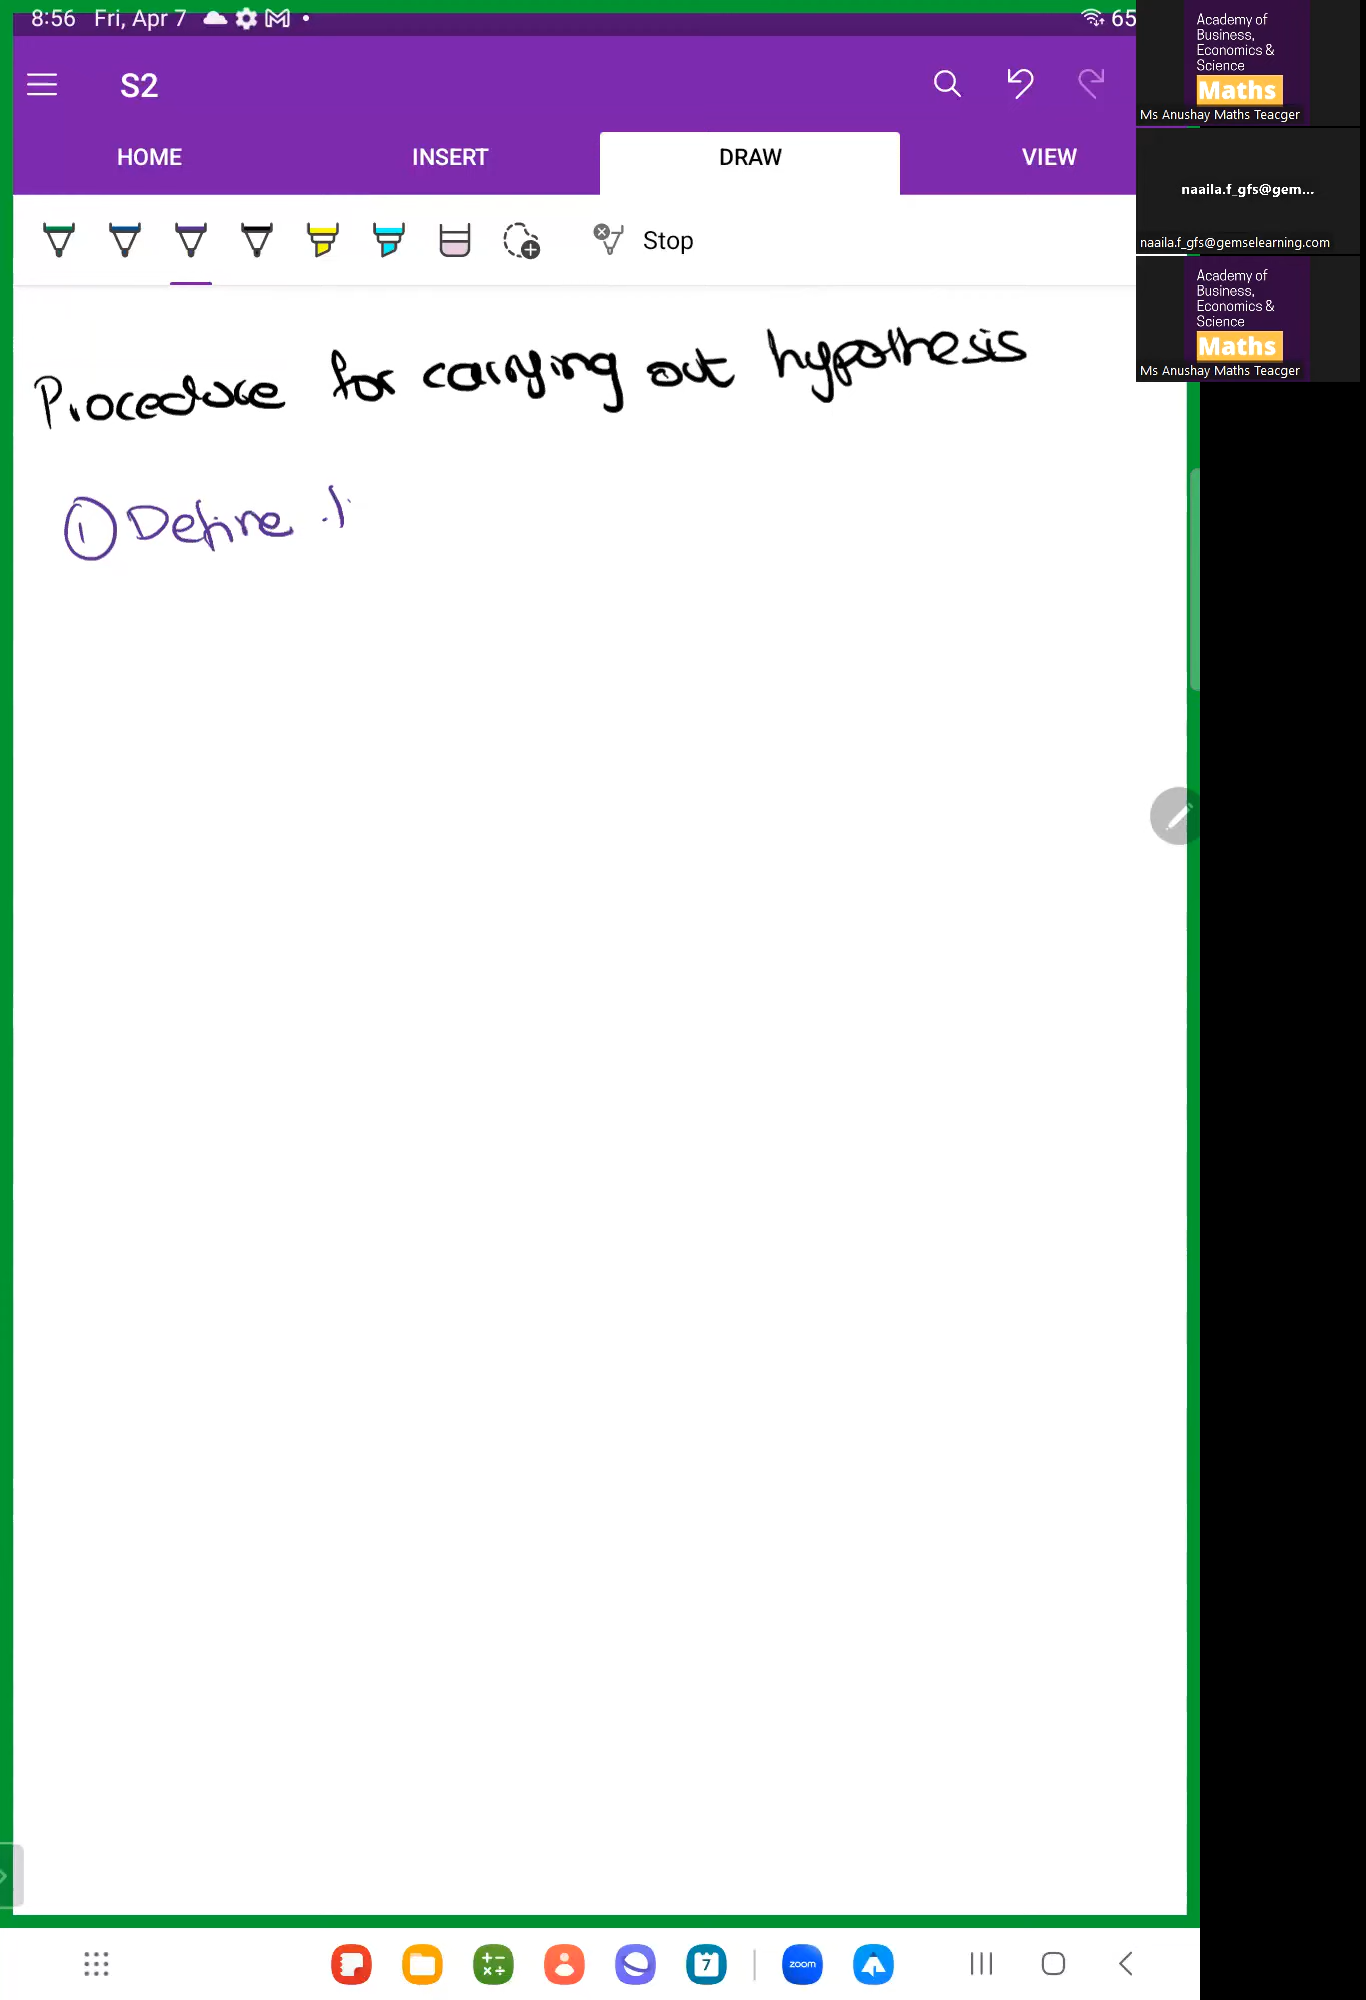 8:56 Fri, Apr 7
65
S2
HOME INSERT DRAW VIEW
Stop
Procedure for carrying out hypothesis
① Define
Academy of
Business,
Economics &
Science
Maths
Ms Anushay Maths Teacger
naaila.f_gfs@gem...
naaila.f_gfs@gemselearning.com
Academy of
Business,
Economics &
Science
Maths
Ms Anushay Maths Teacger
7
zoom